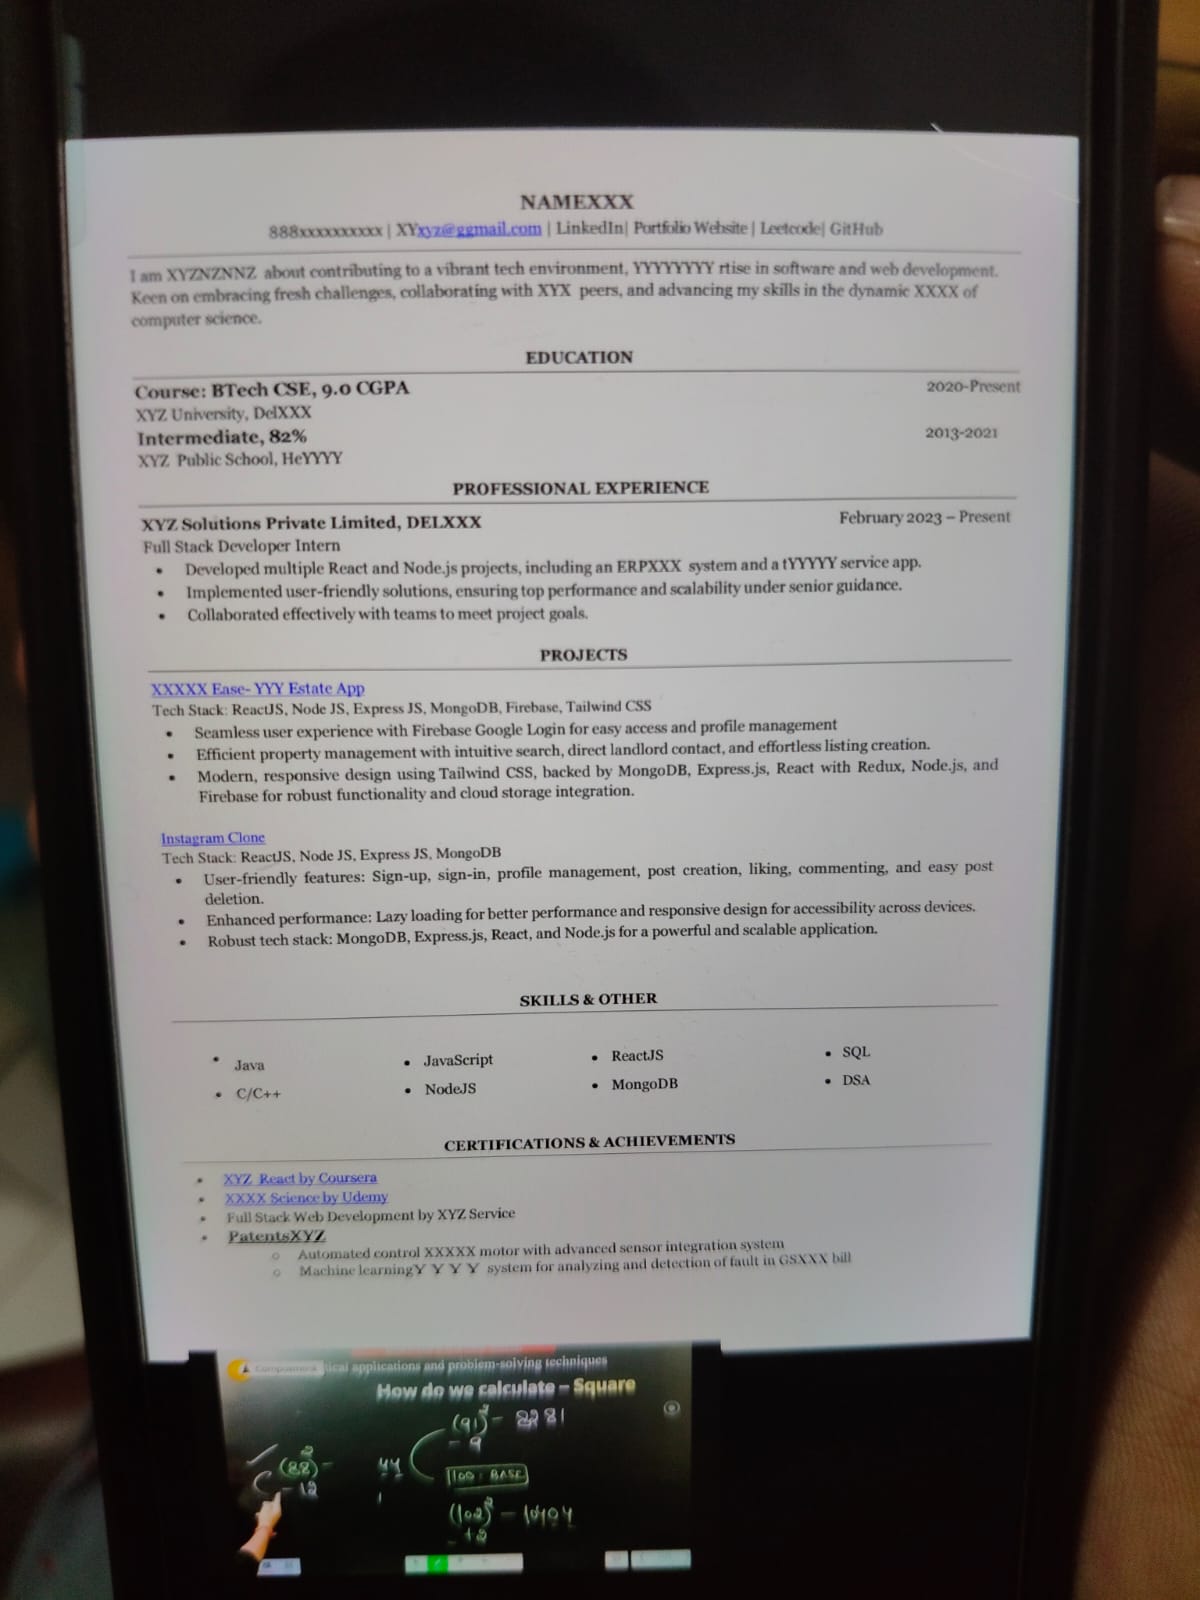 NAMEXXX
888xxxxxxxxxx | XYxyz@ggmail.com | LinkedIn| Portfolio Website | Leetcode| GitHub
I am XYZNZNNZ about contributing to a vibrant tech environment, YYYYYYYY rtise in software and web development.
Keen on embracing fresh challenges, collaborating with XYX peers, and advancing my skills in the dynamic XXXX of
computer science.
EDUCATION
Course: BTech CSE, 9.0 CGPA 2020-Present
XYZ University, DelXXX
Intermediate, 82% 2013-2021
XYZ Public School, HeYYYY
PROFESSIONAL EXPERIENCE
XYZ Solutions Private Limited, DELXXX February 2023 – Present
Full Stack Developer Intern
• Developed multiple React and Node.js projects, including an ERPXXX system and a tYYYYY service app.
• Implemented user-friendly solutions, ensuring top performance and scalability under senior guidance.
• Collaborated effectively with teams to meet project goals.
PROJECTS
XXXXX Ease- YYY Estate App
Tech Stack: ReactJS, Node JS, Express JS, MongoDB, Firebase, Tailwind CSS
• Seamless user experience with Firebase Google Login for easy access and profile management
• Efficient property management with intuitive search, direct landlord contact, and effortless listing creation.
• Modern, responsive design using Tailwind CSS, backed by MongoDB, Express.js, React with Redux, Node.js, and
Firebase for robust functionality and cloud storage integration.
Instagram Clone
Tech Stack: ReactJS, Node JS, Express JS, MongoDB
• User-friendly features: Sign-up, sign-in, profile management, post creation, liking, commenting, and easy post
deletion.
• Enhanced performance: Lazy loading for better performance and responsive design for accessibility across devices.
• Robust tech stack: MongoDB, Express.js, React, and Node.js for a powerful and scalable application.
SKILLS & OTHER
• Java • JavaScript • ReactJS • SQL
• C/C++ • NodeJS • MongoDB • DSA
CERTIFICATIONS & ACHIEVEMENTS
• XYZ React by Coursera
• XXXX Science by Udemy
• Full Stack Web Development by XYZ Service
• PatentsXYZ
○ Automated control XXXXX motor with advanced sensor integration system
○ Machine learningY Y Y Y system for analyzing and detection of fault in GSXXX bill
tical applications and problem-solving techniques
How do we calculate – Square
(91)² - 8281
- 9
(88)² -
- 12
44
1
100 : BASE
(102)² - 10404
+2